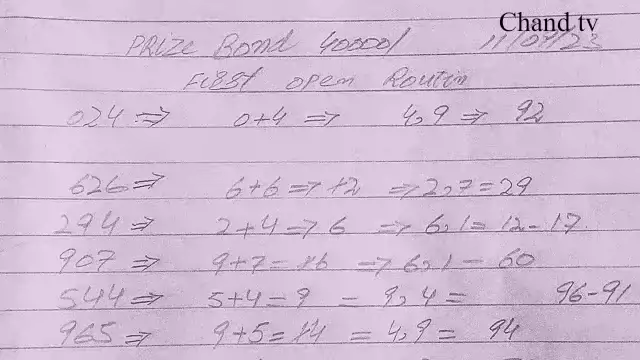 Chand tv
PRIZE Bond 40000/ 11/07/23
FIRST open Routin
024 ⇒ 0+4 ⇒ 4,9 ⇒ 92
626 ⇒ 6+6 ⇒ 12 ⇒ 2,7 = 29
294 ⇒ 2+4 ⇒ 6 ⇒ 6,1 = 12-17
907 ⇒ 9+7 = 16 ⇒ 6,1 - 60
544 ⇒ 5+4 = 9 = 9,4 = 96-91
965 ⇒ 9+5 = 14 = 4,9 = 94